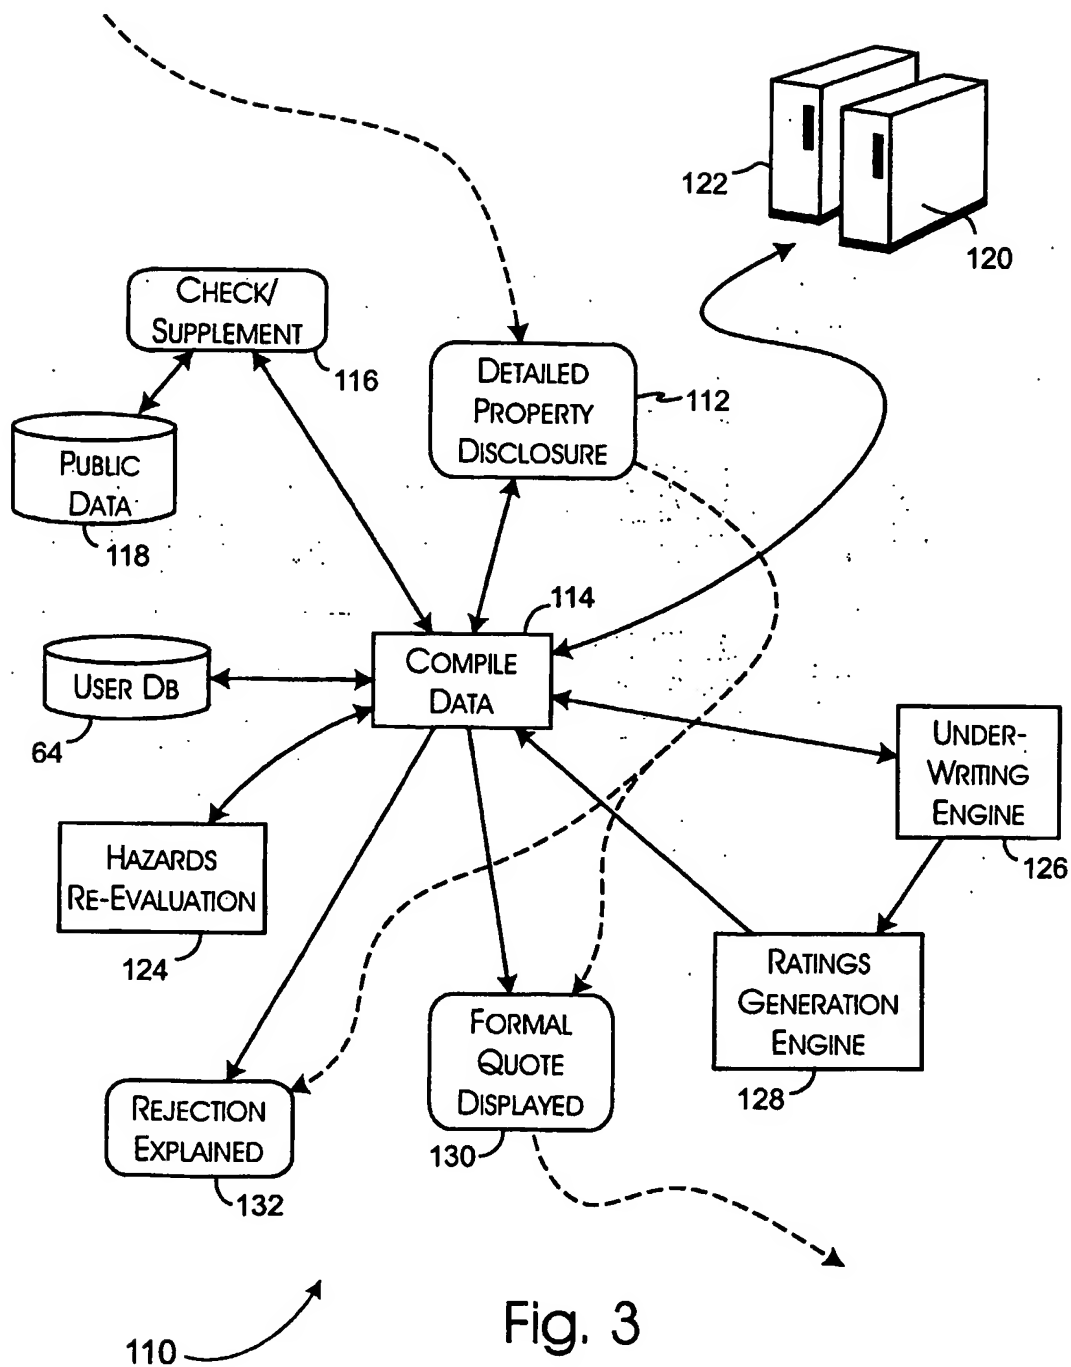 122
120
CHECK/
SUPPLEMENT
116
DETAILED
PROPERTY
DISCLOSURE
112
PUBLIC
DATA
118
114
COMPILE
DATA
USER DB
64
UNDER-
WRITING
ENGINE
126
HAZARDS
RE-EVALUATION
124
RATINGS
GENERATION
ENGINE
128
FORMAL
QUOTE
DISPLAYED
130
REJECTION
EXPLAINED
132
Fig. 3
110